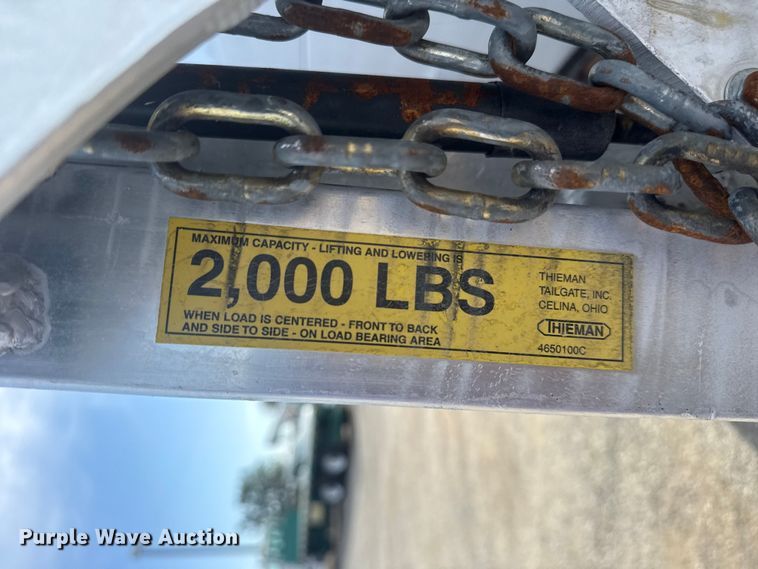 MAXIMUM CAPACITY - LIFTING AND LOWERING IS
2,000 LBS
WHEN LOAD IS CENTERED - FRONT TO BACK
AND SIDE TO SIDE - ON LOAD BEARING AREA
THIEMAN
TAILGATE, INC.
CELINA, OHIO
THIEMAN
4650100C
Purple Wave Auction